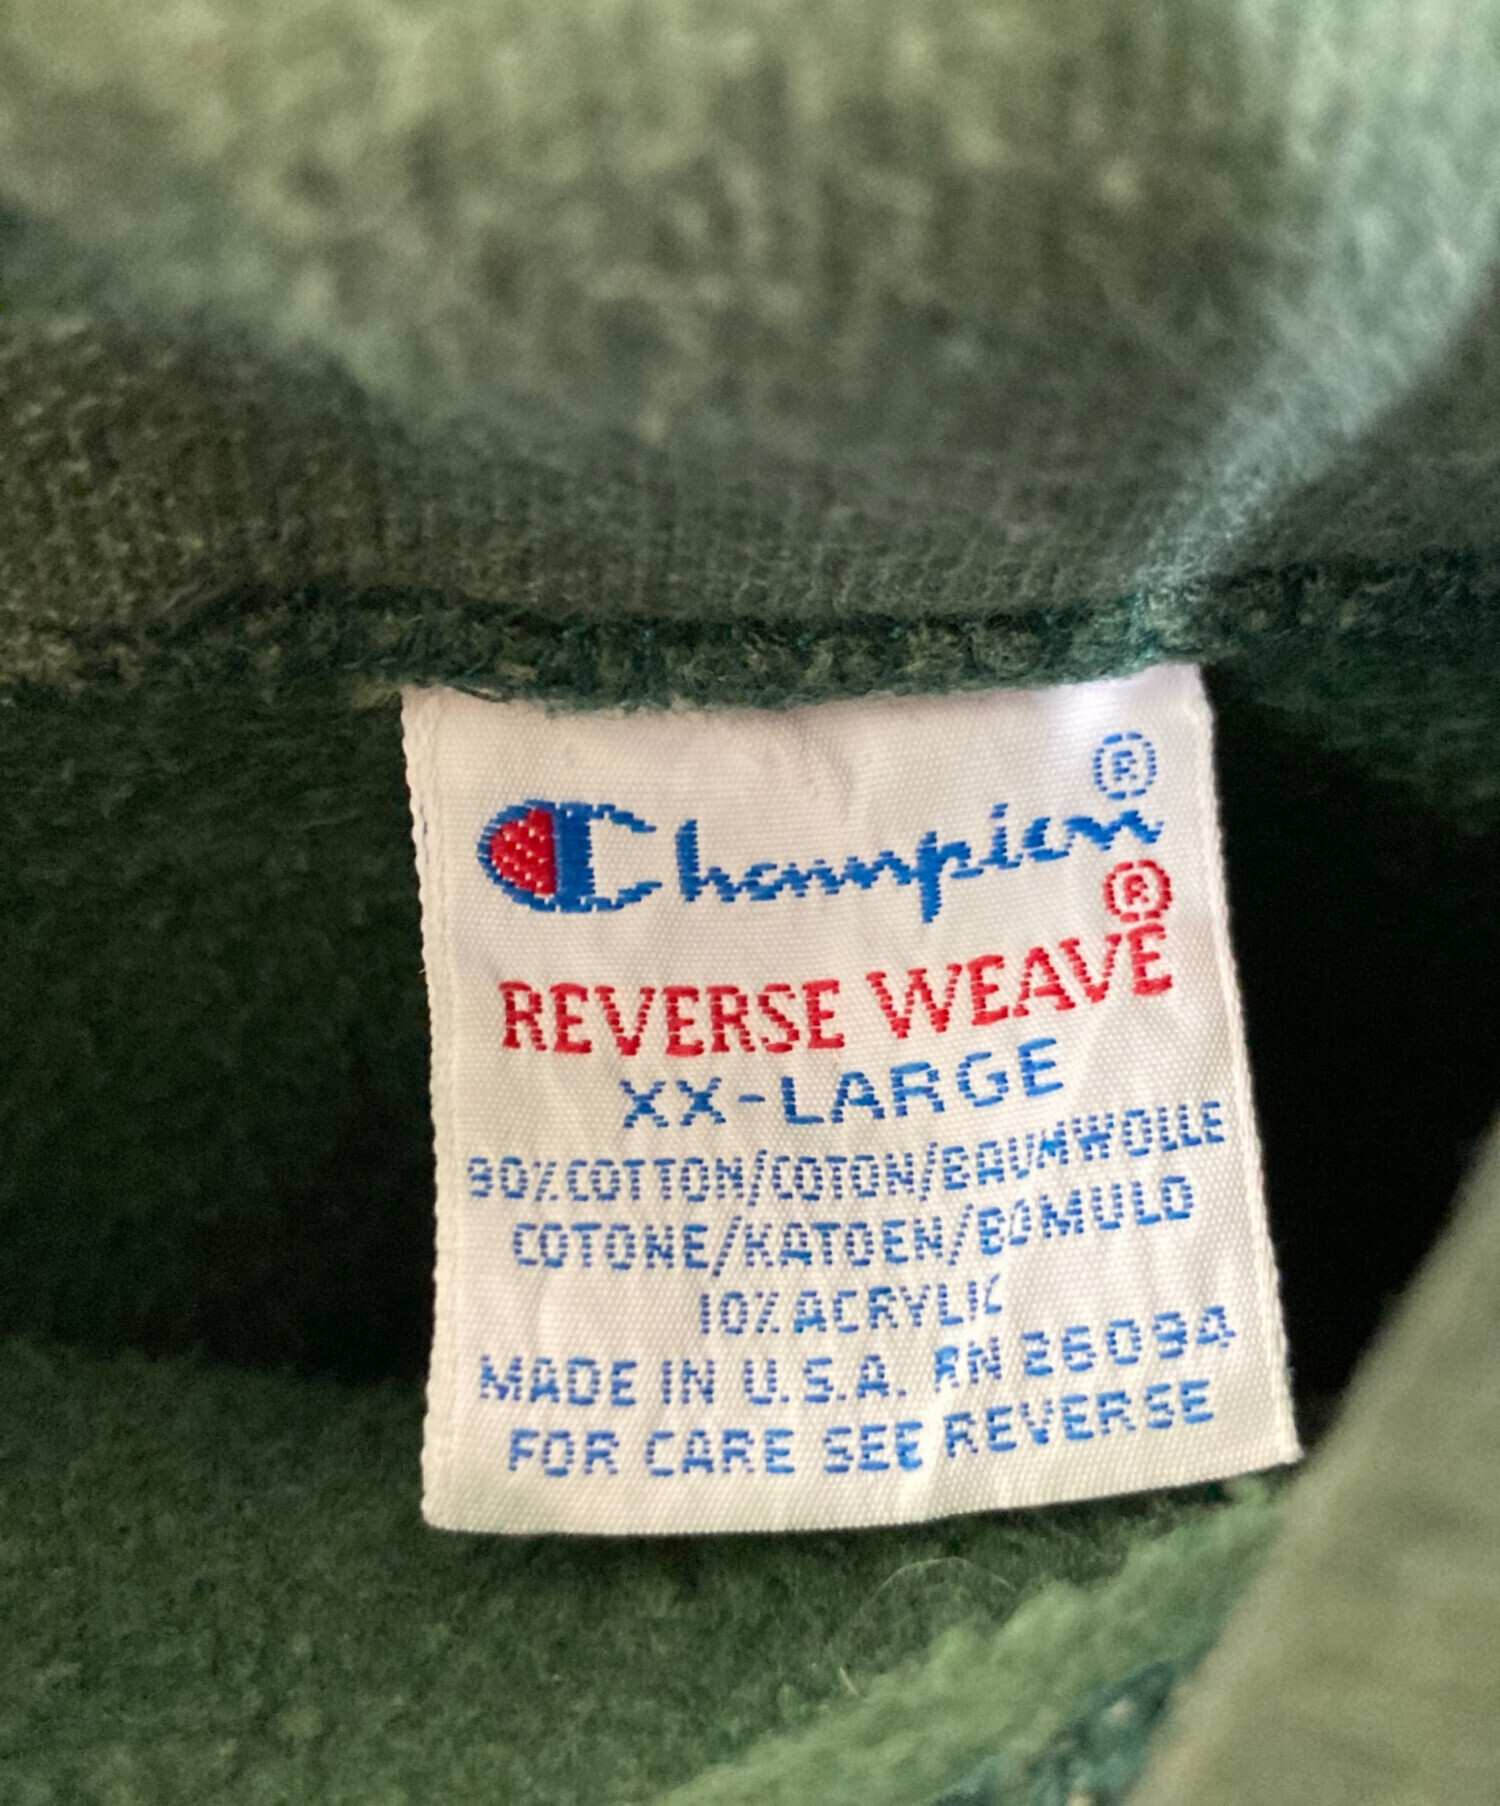 Champion®
REVERSE WEAVE®
XX-LARGE
90% COTTON/COTON/BAUMWOLLE
COTONE/KATOEN/BOMULD
10% ACRYLIC
MADE IN U.S.A. RN 26094
FOR CARE SEE REVERSE